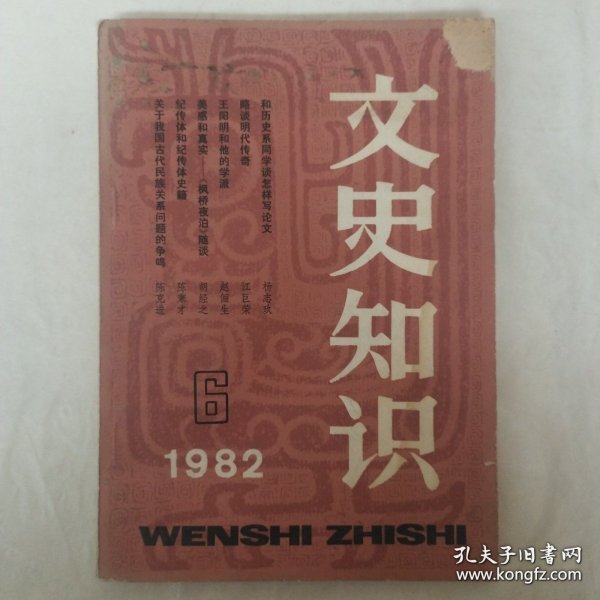 文史知识
和历史系同学谈怎样写论文 杨志玖
略谈明代传奇 江巨荣
王阳明和他的学派 赵俪生
美感和真实——《枫桥夜泊》随谈 胡经之
纪传体和纪传体史籍 陈秉才
关于我国古代民族关系问题的争鸣 陈克进
6
1982
WENSHI ZHISHI
孔夫子旧书网
www.kongfz.com